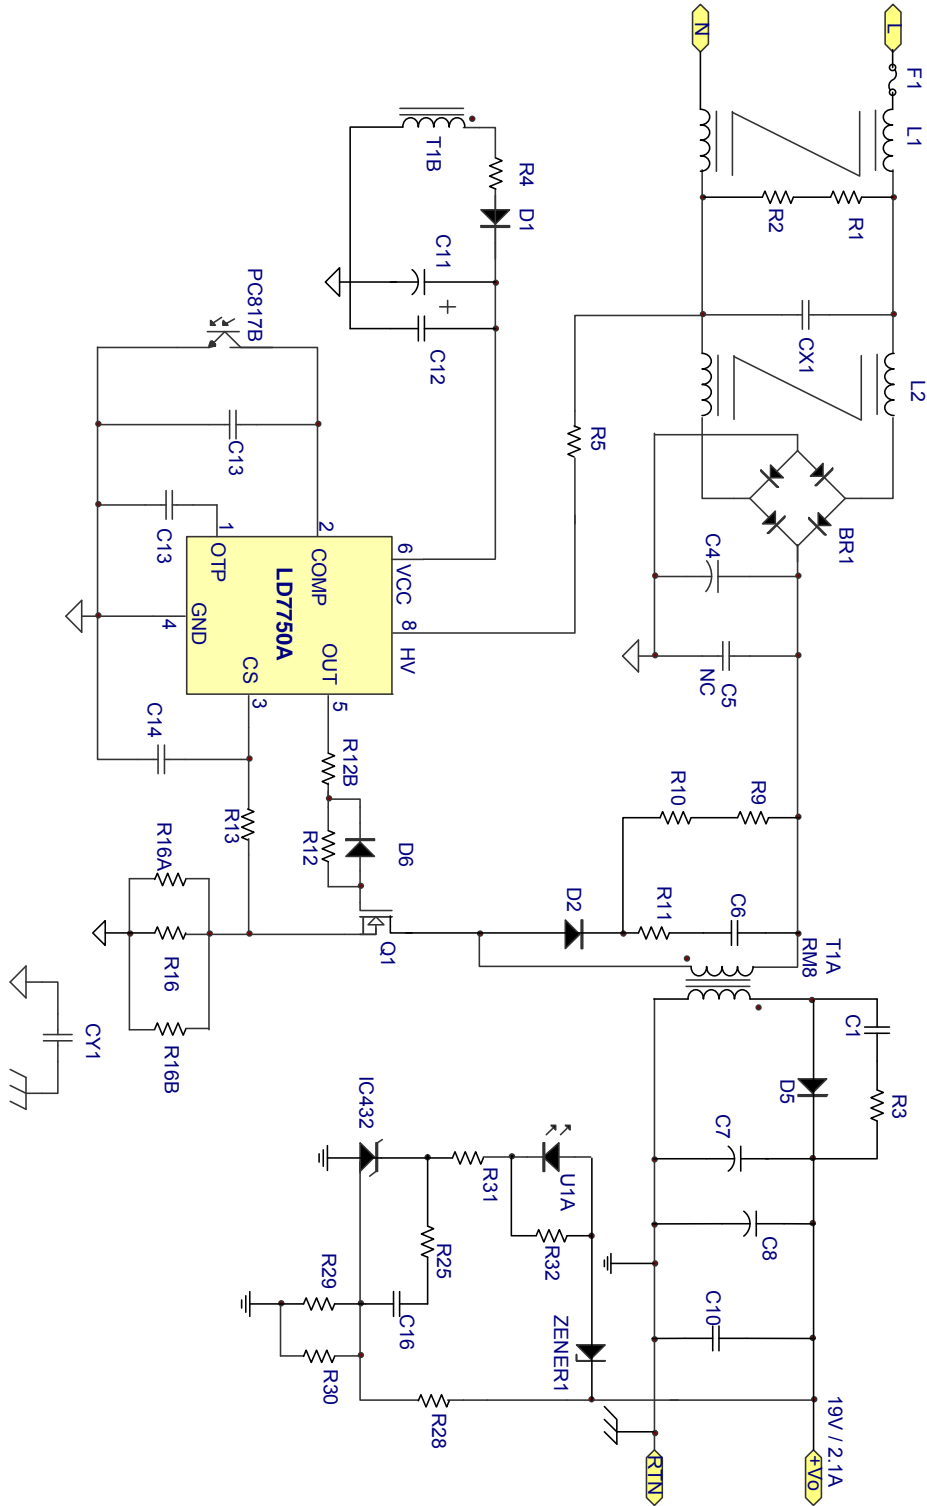 L
F1
L1
N
R1
R2
CX1
L2
BR1
C4
C5
NC
T1B
R4
D1
C11
+
C12
R5
PC817B
C13
C13
1
OTP
2
COMP
6
VCC
8
HV
LD7750A
4
GND
CS
3
OUT
5
C14
R13
R12B
R12
D6
Q1
D2
R10
R9
R11
C6
T1A
RM8
R16A
R16
R16B
CY1
C1
R3
D5
C7
C8
C10
IC432
R31
U1A
R32
R25
C16
R29
R30
ZENER1
R28
19V / 2.1A
+Vo
RTN